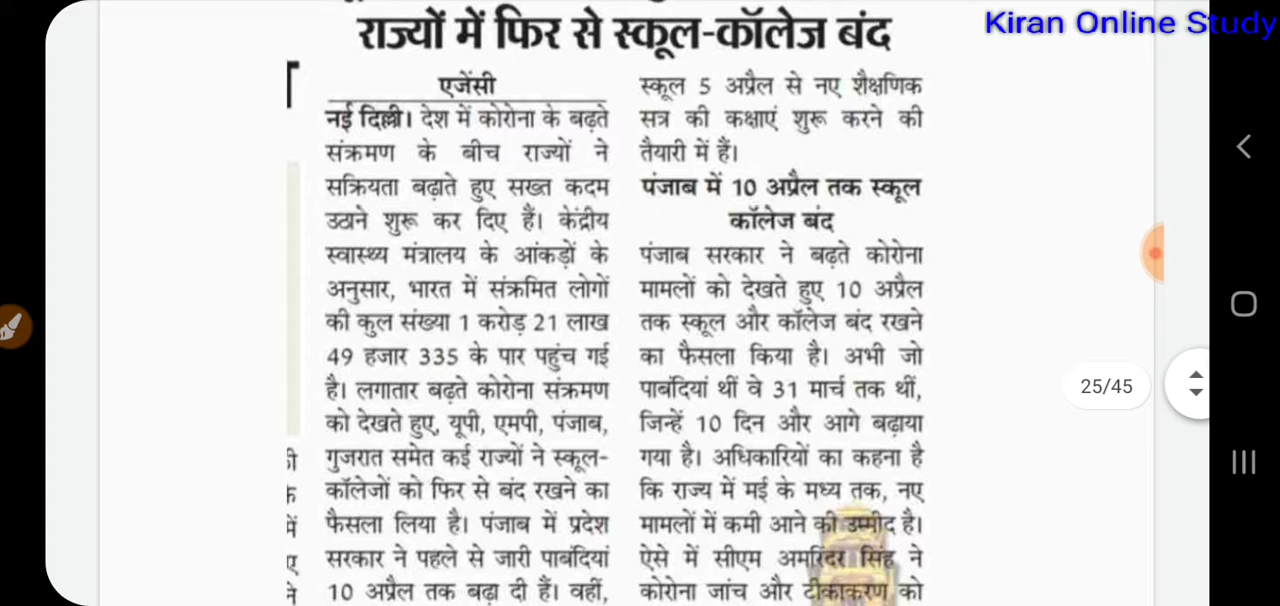 राज्यों में फिर से स्कूल-कॉलेज बंद
Kiran Online Study
एजेंसी
नई दिल्ली। देश में कोरोना के बढ़ते
संक्रमण के बीच राज्यों ने
सक्रियता बढ़ाते हुए सख्त कदम
उठाने शुरू कर दिए हैं। केंद्रीय
स्वास्थ्य मंत्रालय के आंकड़ों के
अनुसार, भारत में संक्रमित लोगों
की कुल संख्या 1 करोड़ 21 लाख
49 हजार 335 के पार पहुंच गई
है। लगातार बढ़ते कोरोना संक्रमण
को देखते हुए, यूपी, एमपी, पंजाब,
गुजरात समेत कई राज्यों ने स्कूल-
कॉलेजों को फिर से बंद रखने का
फैसला लिया है। पंजाब में प्रदेश
सरकार ने पहले से जारी पाबंदियां
10 अप्रैल तक बढ़ा दी हैं। वहीं,
स्कूल 5 अप्रैल से नए शैक्षणिक
सत्र की कक्षाएं शुरू करने की
तैयारी में हैं।
पंजाब में 10 अप्रैल तक स्कूल
कॉलेज बंद
पंजाब सरकार ने बढ़ते कोरोना
मामलों को देखते हुए 10 अप्रैल
तक स्कूल और कॉलेज बंद रखने
का फैसला किया है। अभी जो
पाबंदियां थीं वे 31 मार्च तक थीं,
जिन्हें 10 दिन और आगे बढ़ाया
गया है। अधिकारियों का कहना है
कि राज्य में मई के मध्य तक, नए
मामलों में कमी आने की उम्मीद है।
ऐसे में सीएम अमरिंदर सिंह ने
कोरोना जांच और टीकाकरण को
25/45